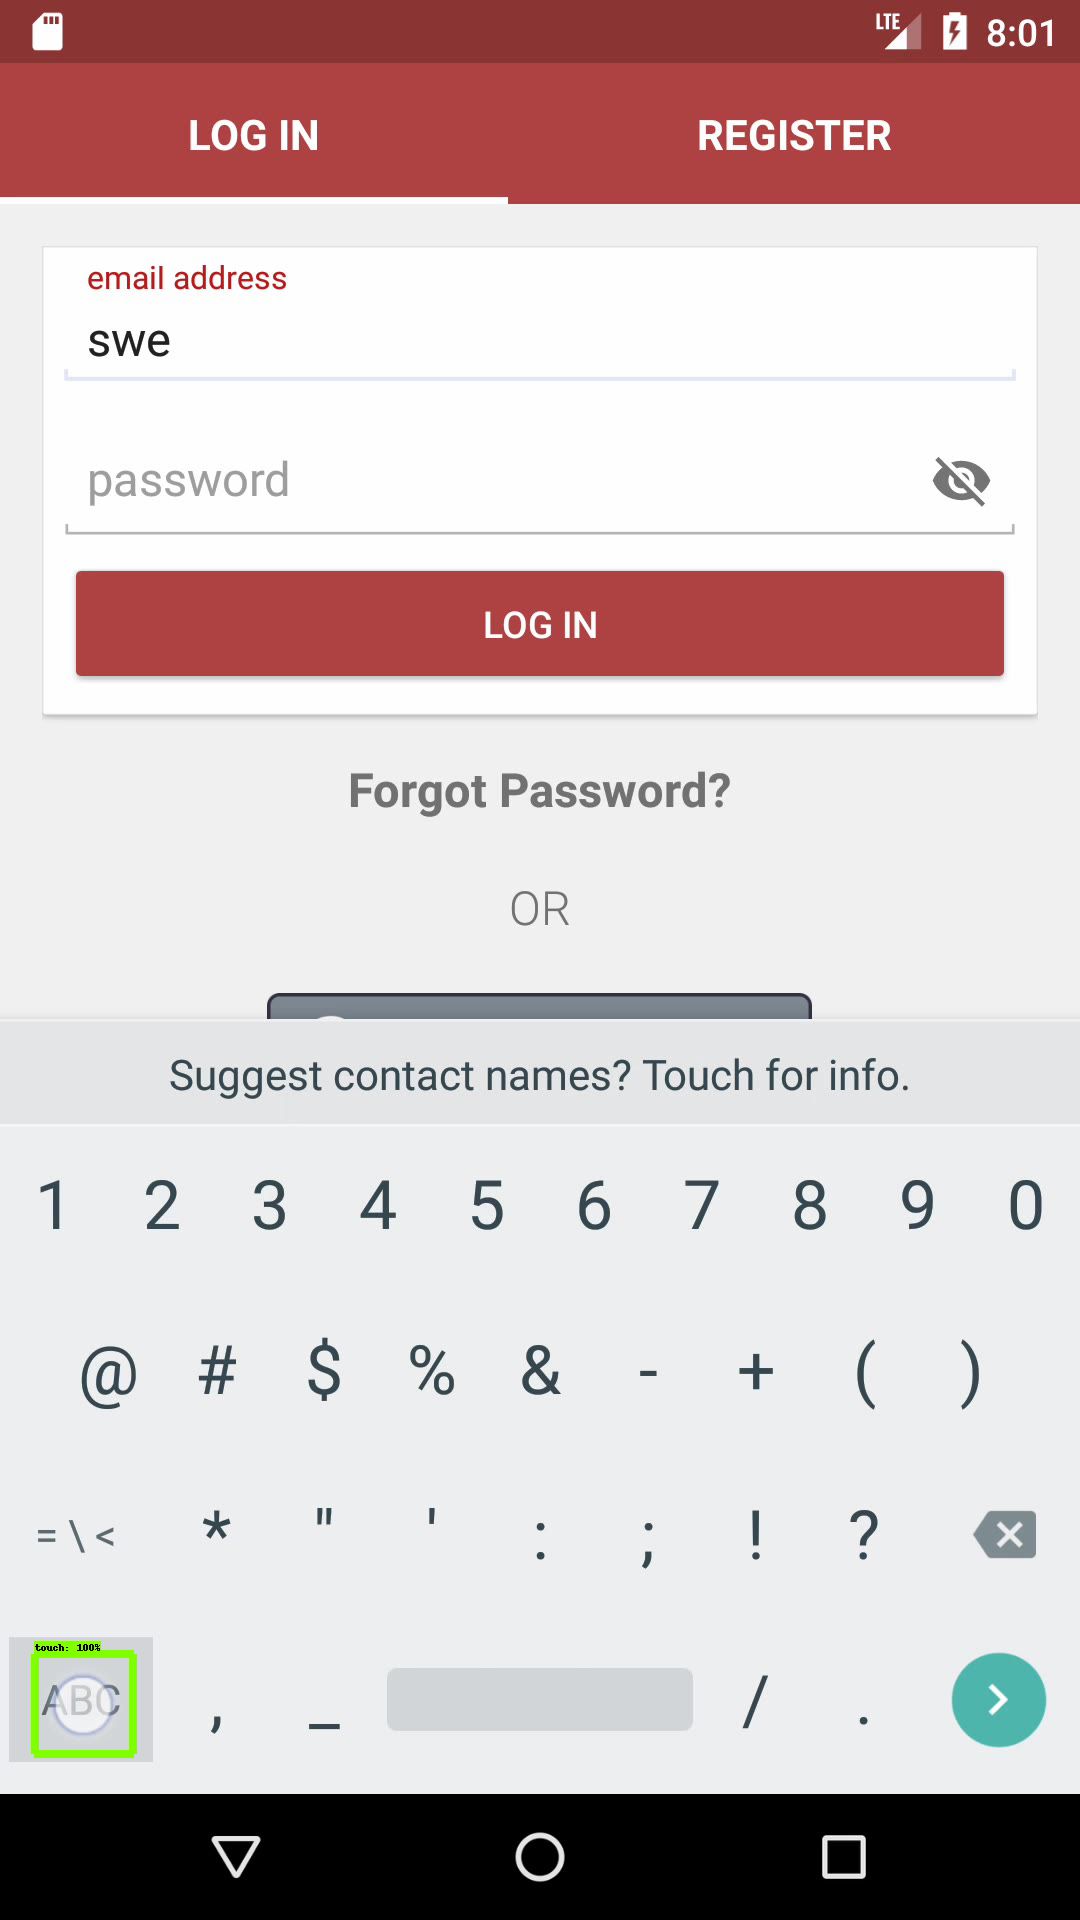 LTE 8:01
LOG IN REGISTER
email address
swe
password
LOG IN
Forgot Password?
OR
Suggest contact names? Touch for info.
1 2 3 4 5 6 7 8 9 0
@ # $ % & - + ( )
= \ < * " ' : ; ! ?
touch: 100%
ABC , _ / .